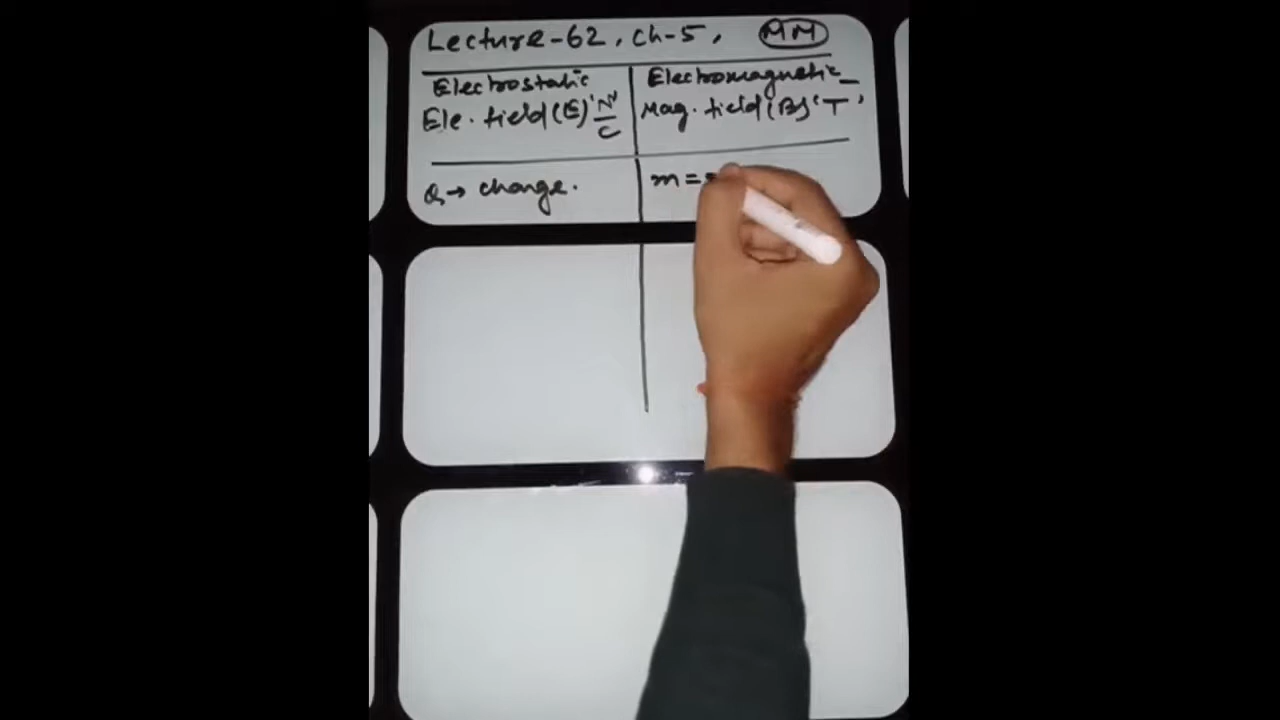 Lecture-62, ch-5, MM
Electrostatic
Ele. field (E) 'N/C'
Q → charge.
Electromagnetic
Mag. field (B) 'T'
m =